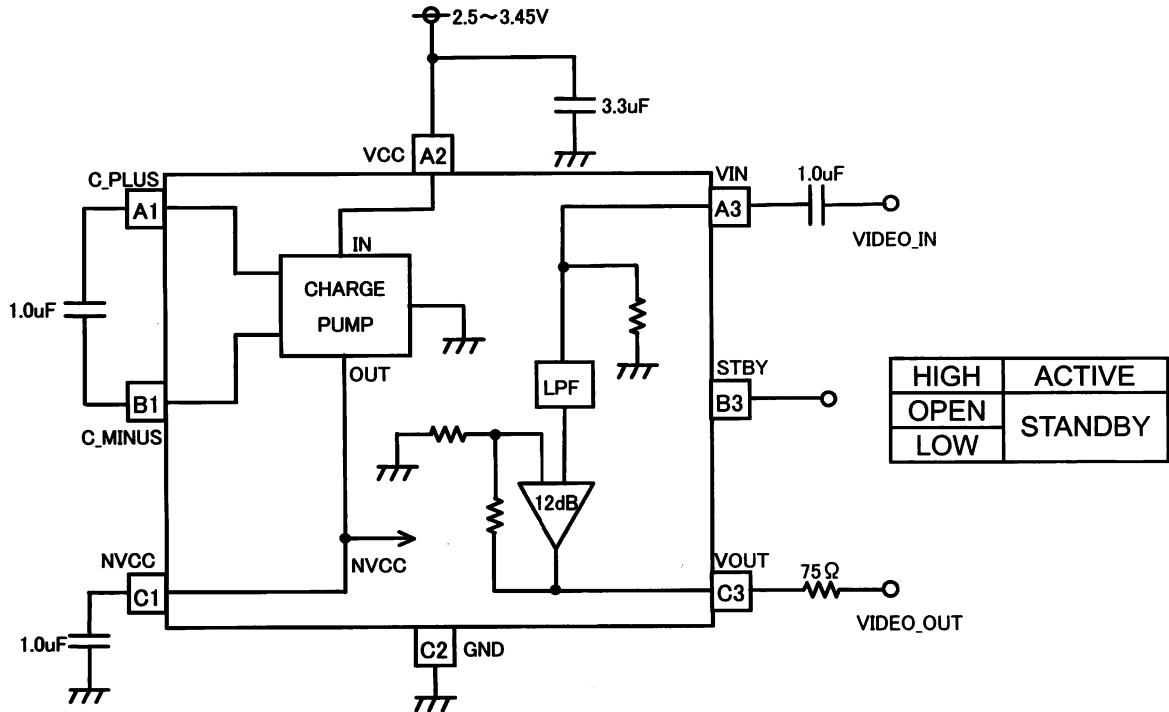 2.5～3.45V
3.3uF
VCC
A2
C_PLUS
A1
VIN
A3
1.0uF
VIDEO_IN
IN
CHARGE
PUMP
OUT
1.0uF
B1
C_MINUS
LPF
STBY
B3
HIGH ACTIVE
OPEN STANDBY
LOW
12dB
NVCC
NVCC
C1
1.0uF
VOUT
C3
75Ω
VIDEO_OUT
C2
GND